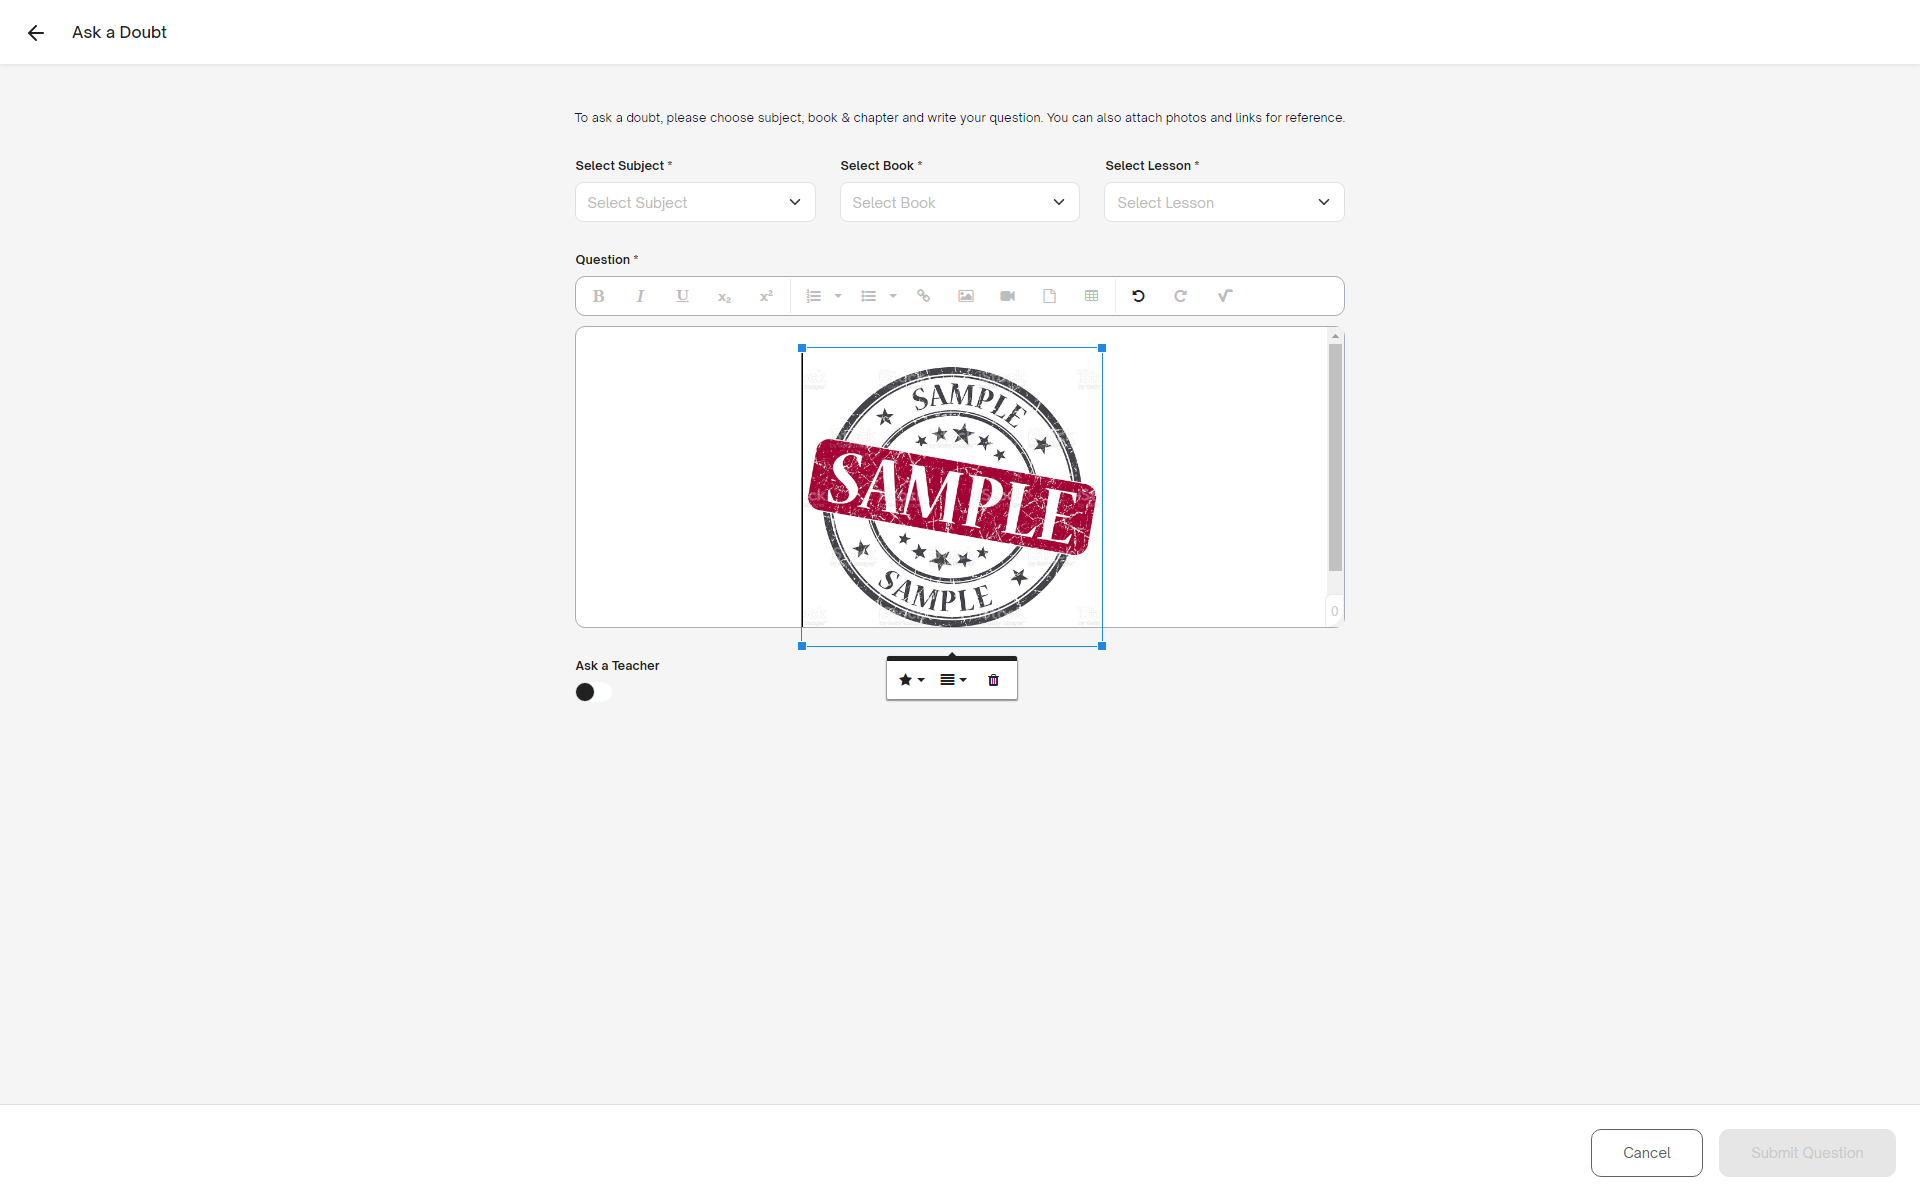 Ask a Doubt
To ask a doubt, please choose subject, book & chapter and write your question. You can also attach photos and links for reference.
Select Subject * Select Book * Select Lesson *
Select Subject Select Book Select Lesson
Question *
B I U x₂ x²
SAMPLE
SAMPLE
SAMPLE
0
Ask a Teacher
Cancel Submit Question